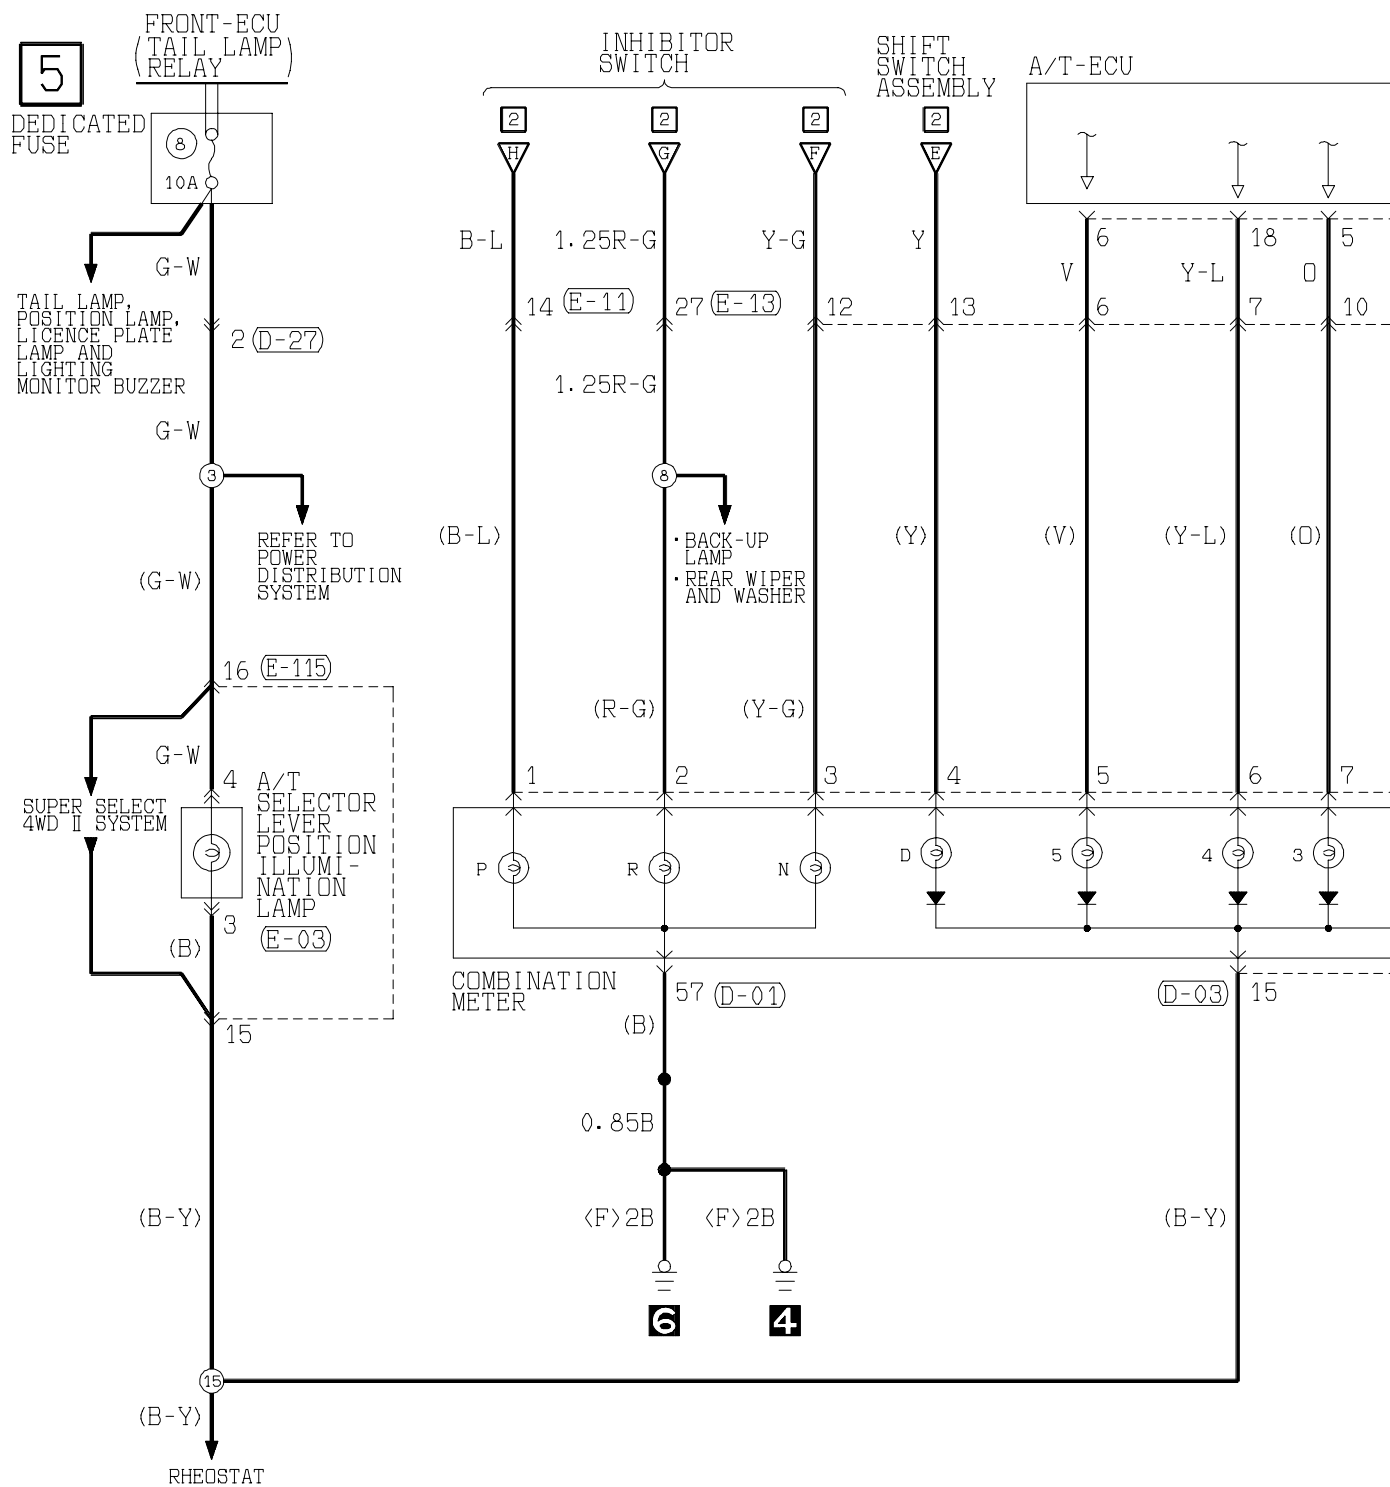 5
FRONT-ECU
(TAIL LAMP
RELAY)
DEDICATED
FUSE
8
10A
INHIBITOR
SWITCH
SHIFT
SWITCH
ASSEMBLY
A/T-ECU
2 2 2 2
H G F E
B-L 1.25R-G Y-G Y
6 18 5
V Y-L O
G-W
TAIL LAMP,
POSITION LAMP,
LICENCE PLATE
LAMP AND
LIGHTING
MONITOR BUZZER
2 (D-27)
14 (E-11) 27 (E-13) 12 13 6 7 10
1.25R-G
G-W
3
8
REFER TO
POWER
DISTRIBUTION
SYSTEM
·BACK-UP
LAMP
·REAR WIPER
AND WASHER
(B-L) (Y) (V) (Y-L) (O)
(G-W)
16 (E-115)
(R-G) (Y-G)
G-W
4
SUPER SELECT
4WD Ⅱ SYSTEM
A/T
SELECTOR
LEVER
POSITION
ILLUMI-
NATION
LAMP
(E-03)
3
(B)
15
1 2 3 4 5 6 7
P R N D 5 4 3
COMBINATION
METER
57 (D-01)
(D-03) 15
(B)
0.85B
<F>2B <F>2B
6 4
(B-Y) (B-Y)
15
(B-Y)
RHEOSTAT